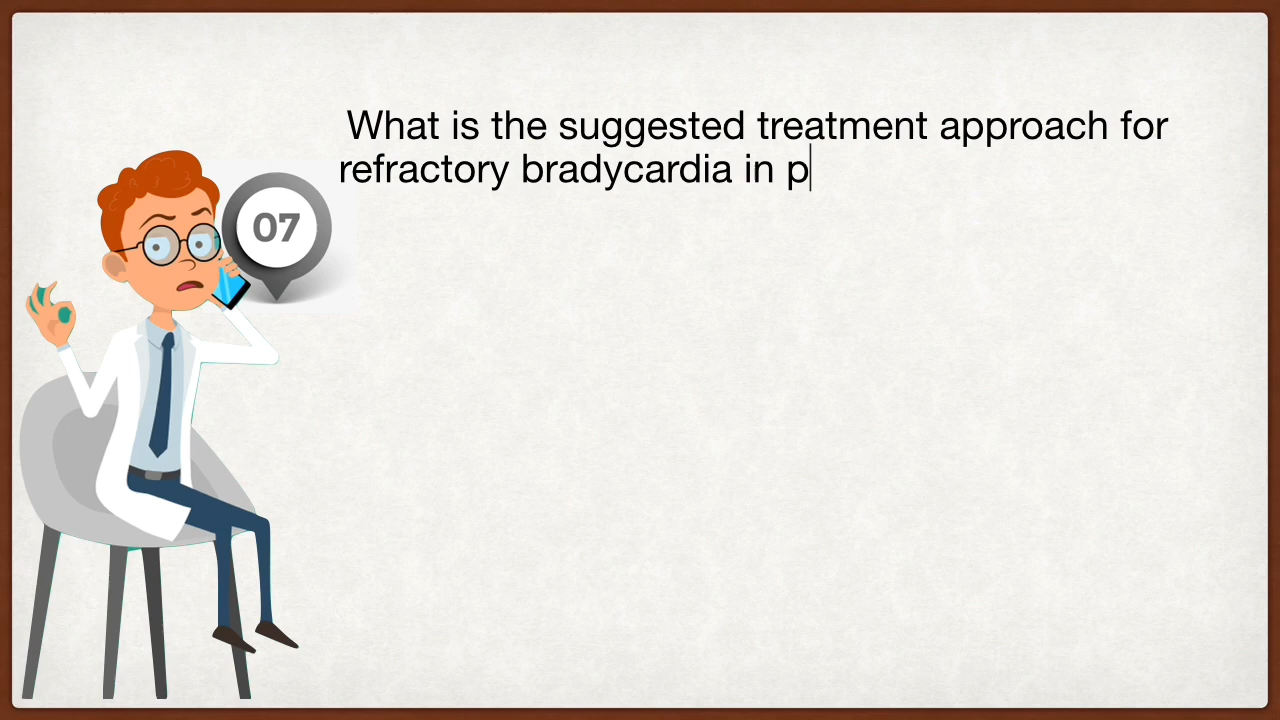 What is the suggested treatment approach for
refractory bradycardia in p
07